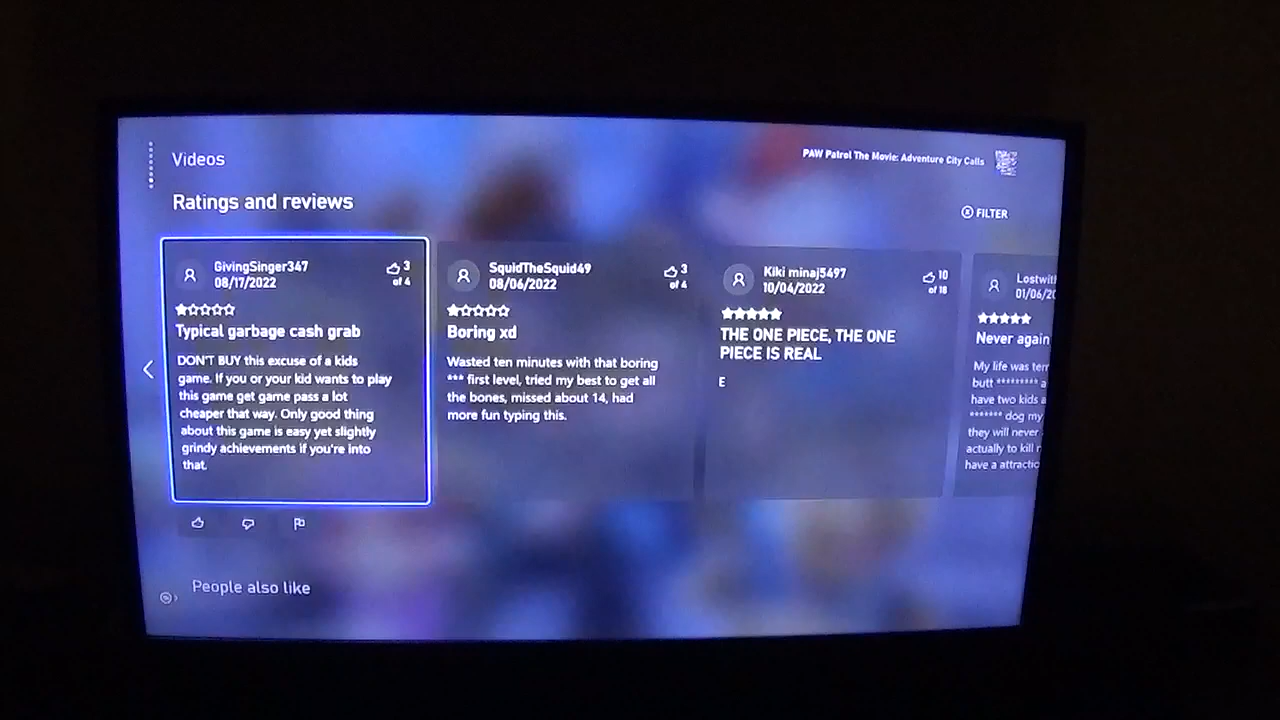 Videos
PAW Patrol The Movie: Adventure City Calls
Ratings and reviews
FILTER
GivingSinger347
08/17/2022
3
of 4
Typical garbage cash grab
DON'T BUY this excuse of a kids
game. If you or your kid wants to play
this game get game pass a lot
cheaper that way. Only good thing
about this game is easy yet slightly
grindy achievements if you're into
that.
SquidTheSquid49
08/06/2022
3
of 4
Boring xd
Wasted ten minutes with that boring
*** first level, tried my best to get all
the bones, missed about 14, had
more fun typing this.
Kiki minaj5497
10/04/2022
10
of 18
THE ONE PIECE, THE ONE
PIECE IS REAL
E
Lostwith
01/06/20
Never again
My life was terr
butt ********* a
have two kids a
******* dog my
they will never
actually to kill
have a attractio
People also like